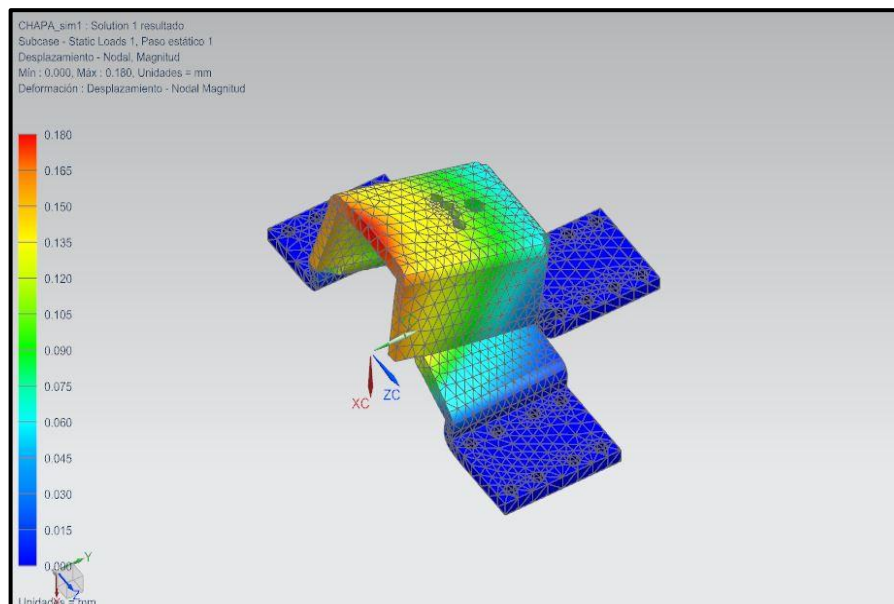 CHAPA_sim1 : Solution 1 resultado
Subcase - Static Loads 1, Paso estático 1
Desplazamiento - Nodal, Magnitud
Mín : 0.000, Máx : 0.180, Unidades = mm
Deformación : Desplazamiento - Nodal Magnitud
0.180
0.165
0.150
0.135
0.120
0.105
0.090
0.075
0.060
0.045
0.030
0.015
0.000
XC
ZC
Y
Z
X
Unidades = mm